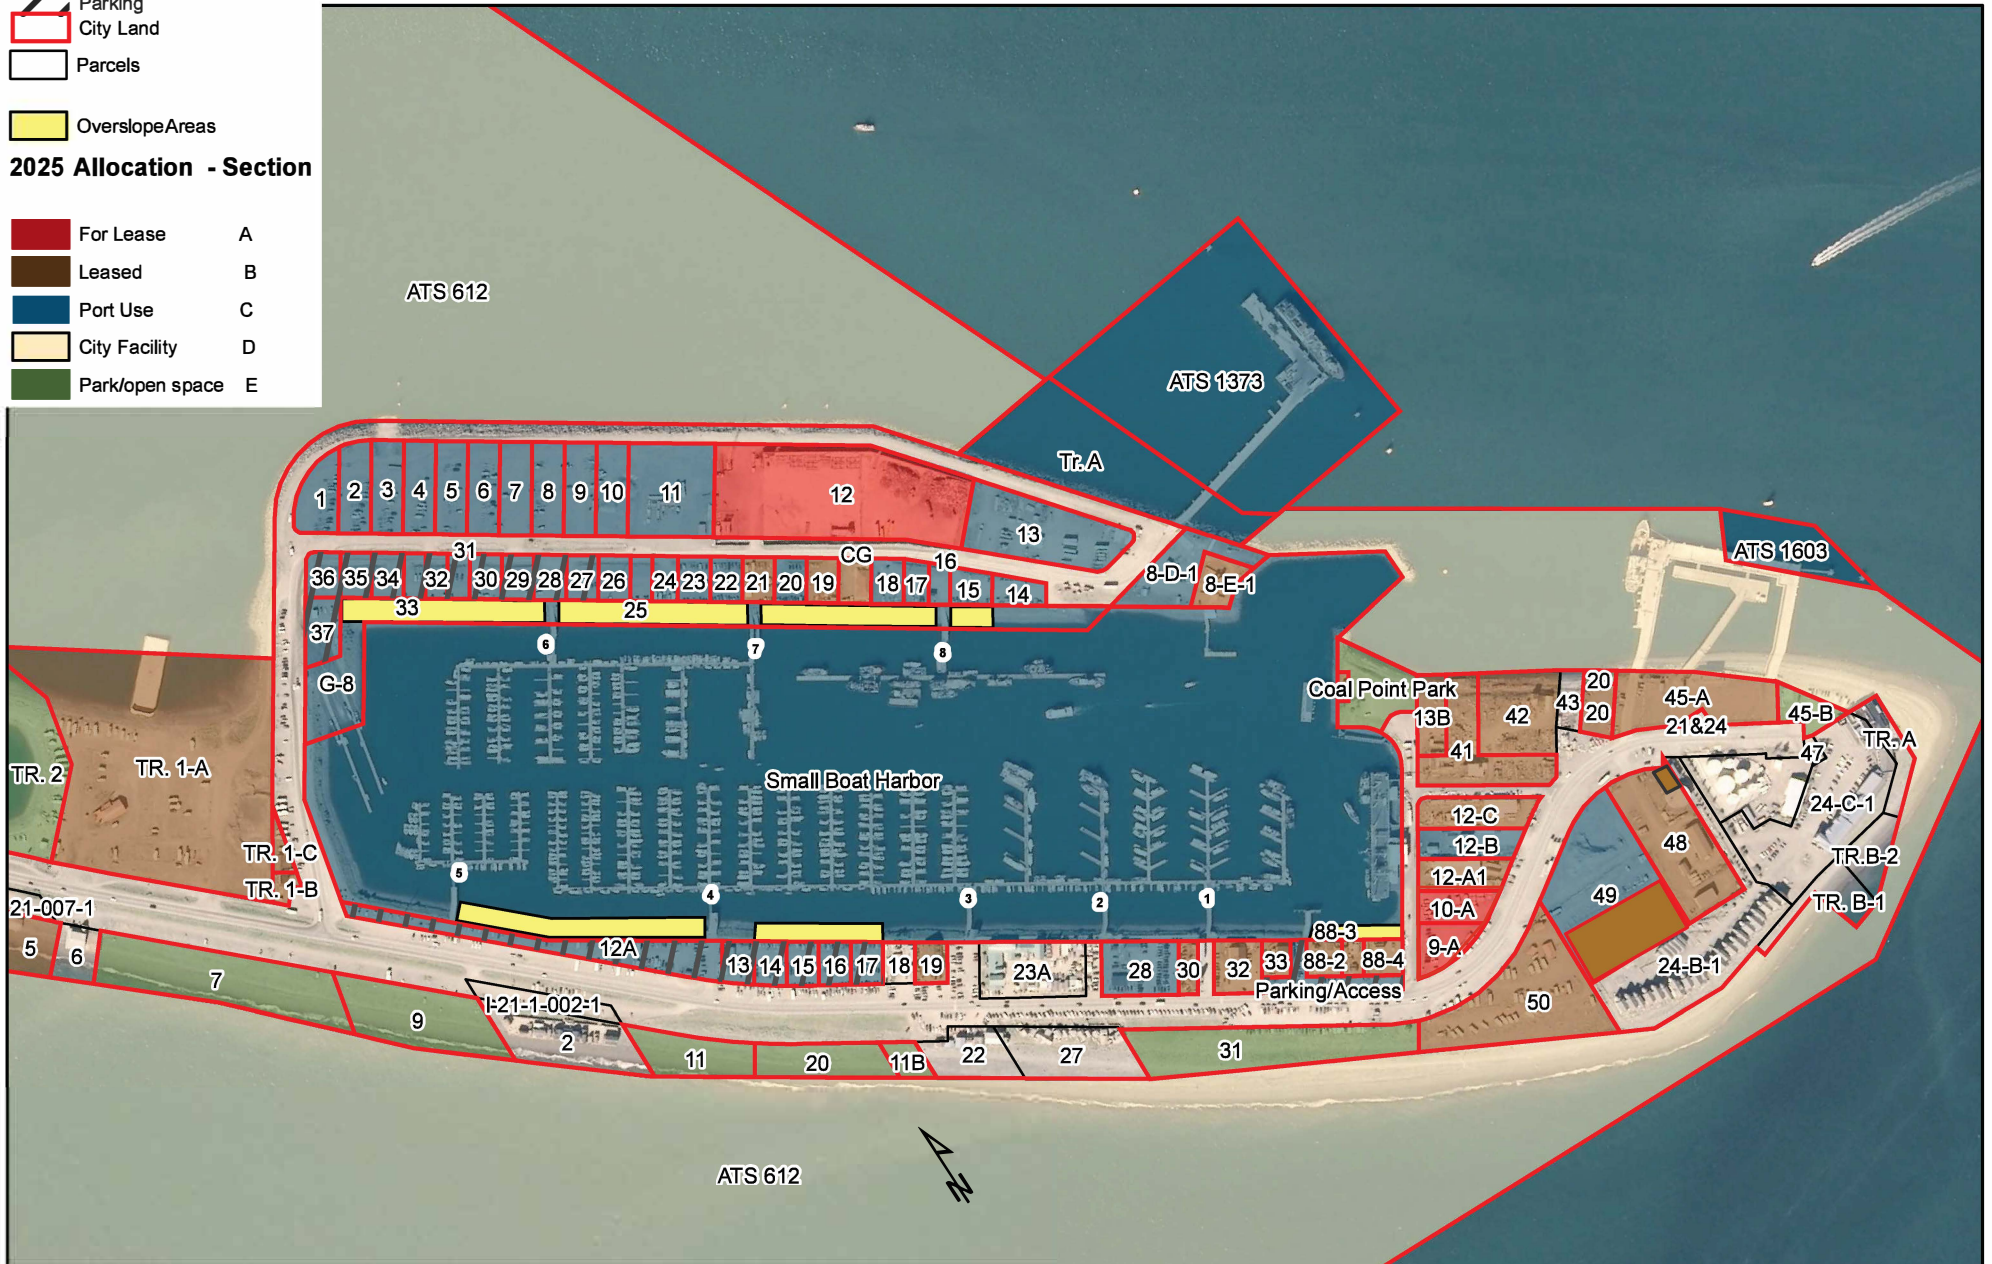 Parking
City Land
Parcels
OverslopeAreas
2025 Allocation - Section
For Lease A
Leased B
Port Use C
City Facility D
Park/open space E
ATS 612
ATS 1373
Tr. A
ATS 1603
1 2 3 4 5 6 7 8 9 10 11 12 13
31 CG 16
36 35 34 32 30 29 28 27 26 24 23 22 21 20 19 18 17 15 14
8-D-1 8-E-1
33 25
37
6 7 8
G-8
Coal Point Park
13B 41 42 43 20 20 45-A 45-B
21&24
47 TR. A
TR. 2 TR. 1-A
Small Boat Harbor
24-C-1
12-C
12-B
12-A1
10-A
9-A
48
49
50
TR.B-2
TR. B-1
24-B-1
TR. 1-C
TR. 1-B
5 4 3 2 1
21-007-1
5 6 7
12A 13 14 15 16 17 18 19 23A 28 30 32 33 88-2 88-3 88-4
Parking/Access
I-21-1-002-1
9 2 11 20 11B 22 27 31
ATS 612
N